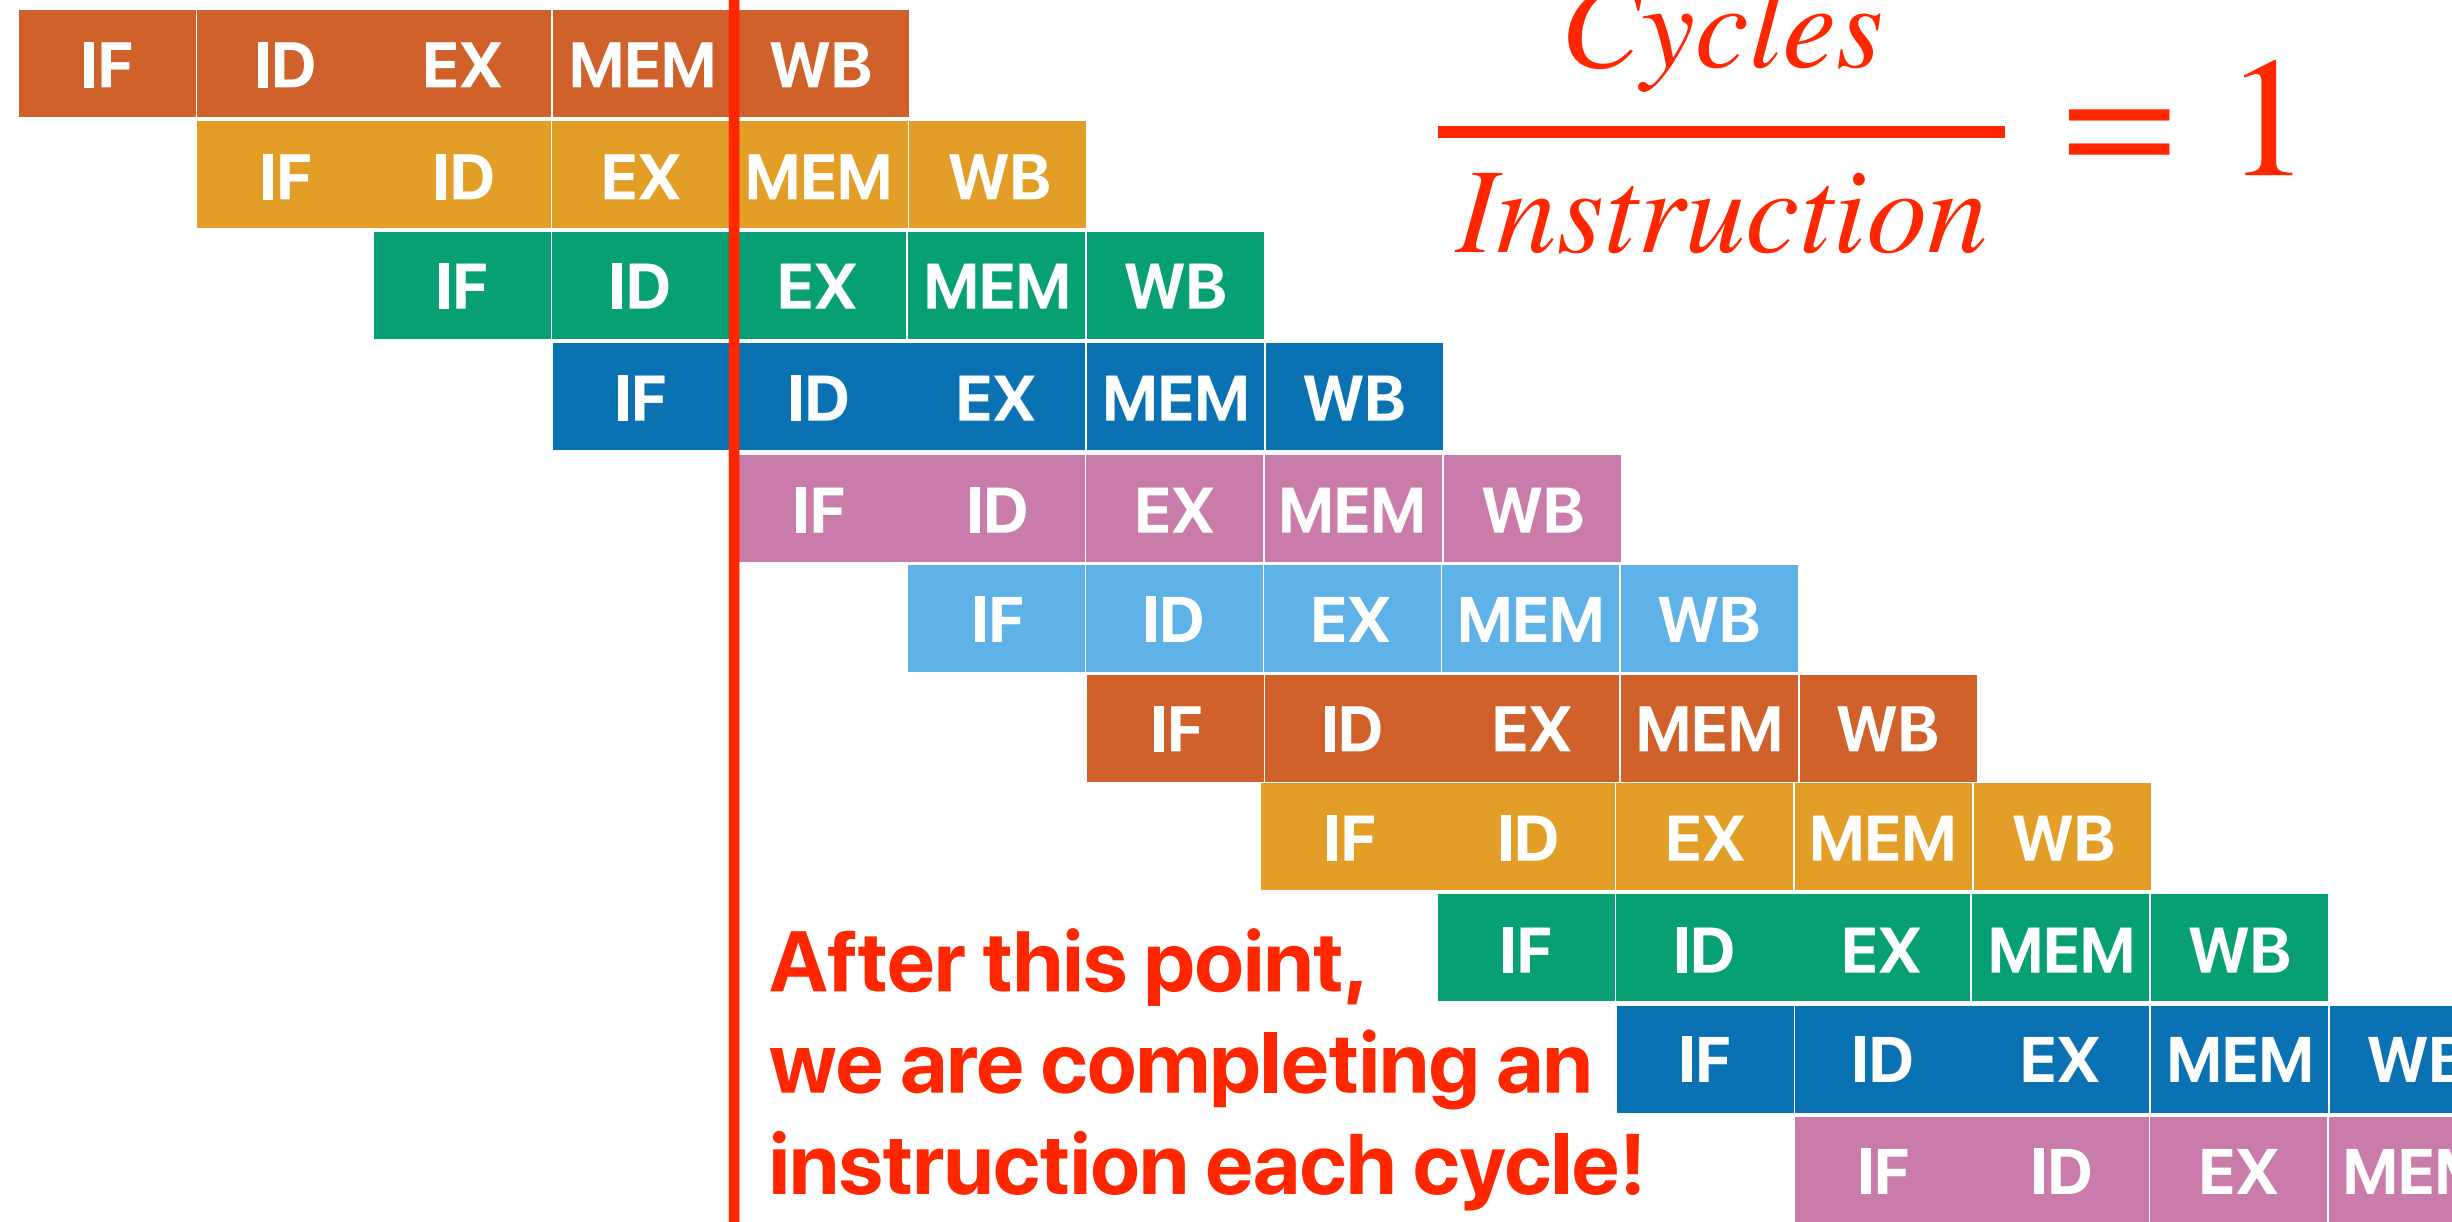 IF ID EX MEM WB
IF ID EX MEM WB
IF ID EX MEM WB
IF ID EX MEM WB
IF ID EX MEM WB
IF ID EX MEM WB
IF ID EX MEM WB
IF ID EX MEM WB
IF ID EX MEM WB
IF ID EX MEM
IF ID EX
Cycles
Instruction
= 1
After this point,
we are completing an
instruction each cycle!